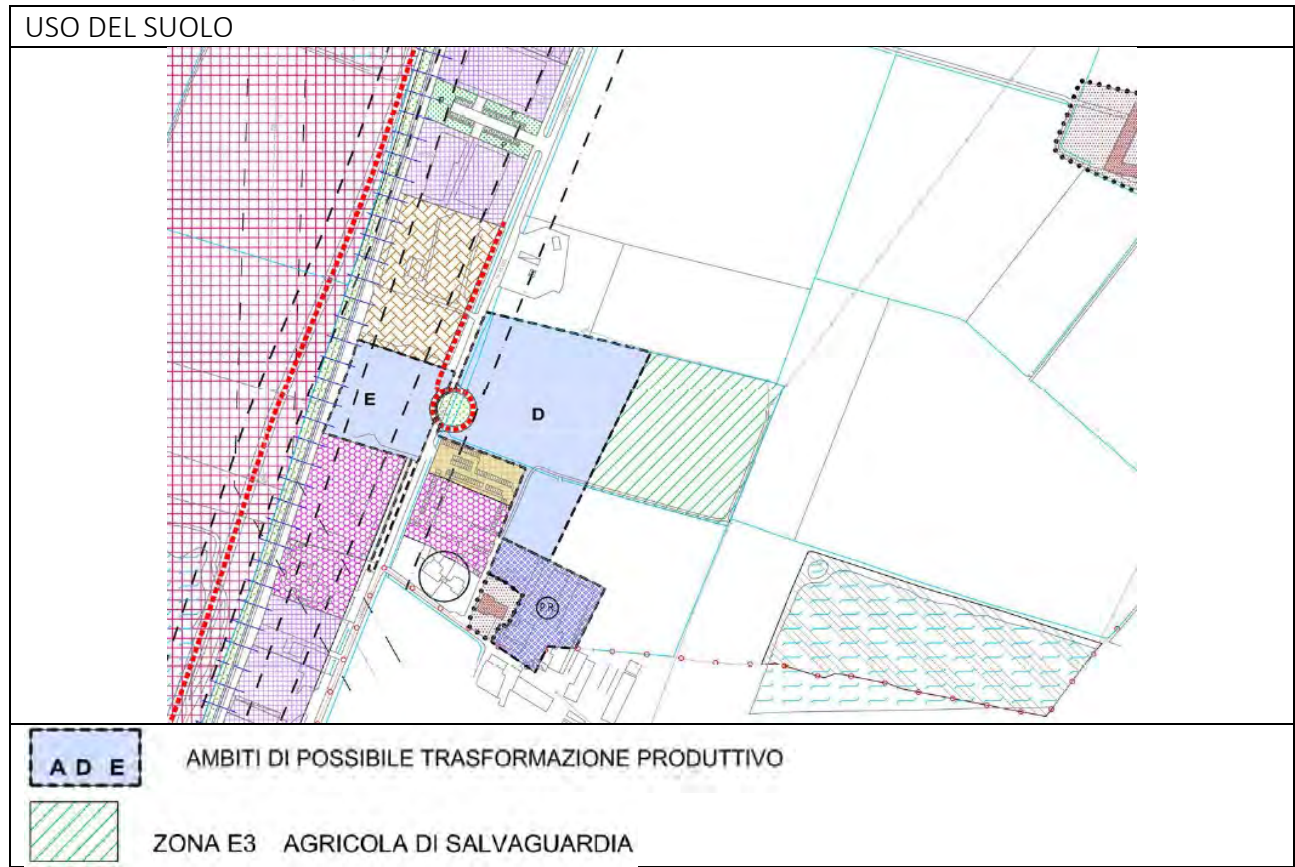 USO DEL SUOLO
E
D
P.R.
A D E
AMBITI DI POSSIBILE TRASFORMAZIONE PRODUTTIVO
ZONA E3 AGRICOLA DI SALVAGUARDIA